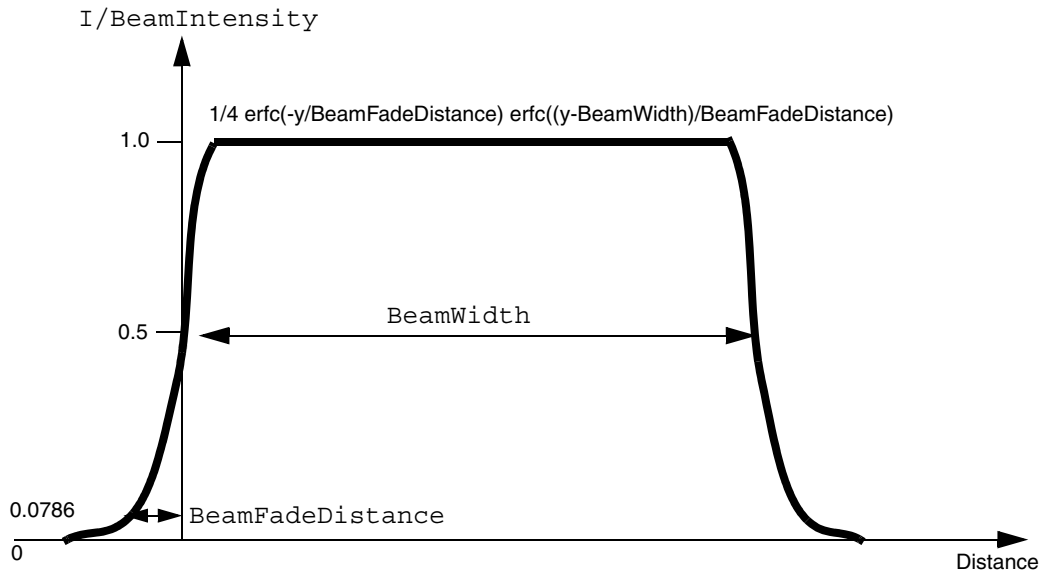 I/BeamIntensity
1/4 erfc(-y/BeamFadeDistance) erfc((y-BeamWidth)/BeamFadeDistance)
1.0
BeamWidth
0.5
0.0786
BeamFadeDistance
0
Distance